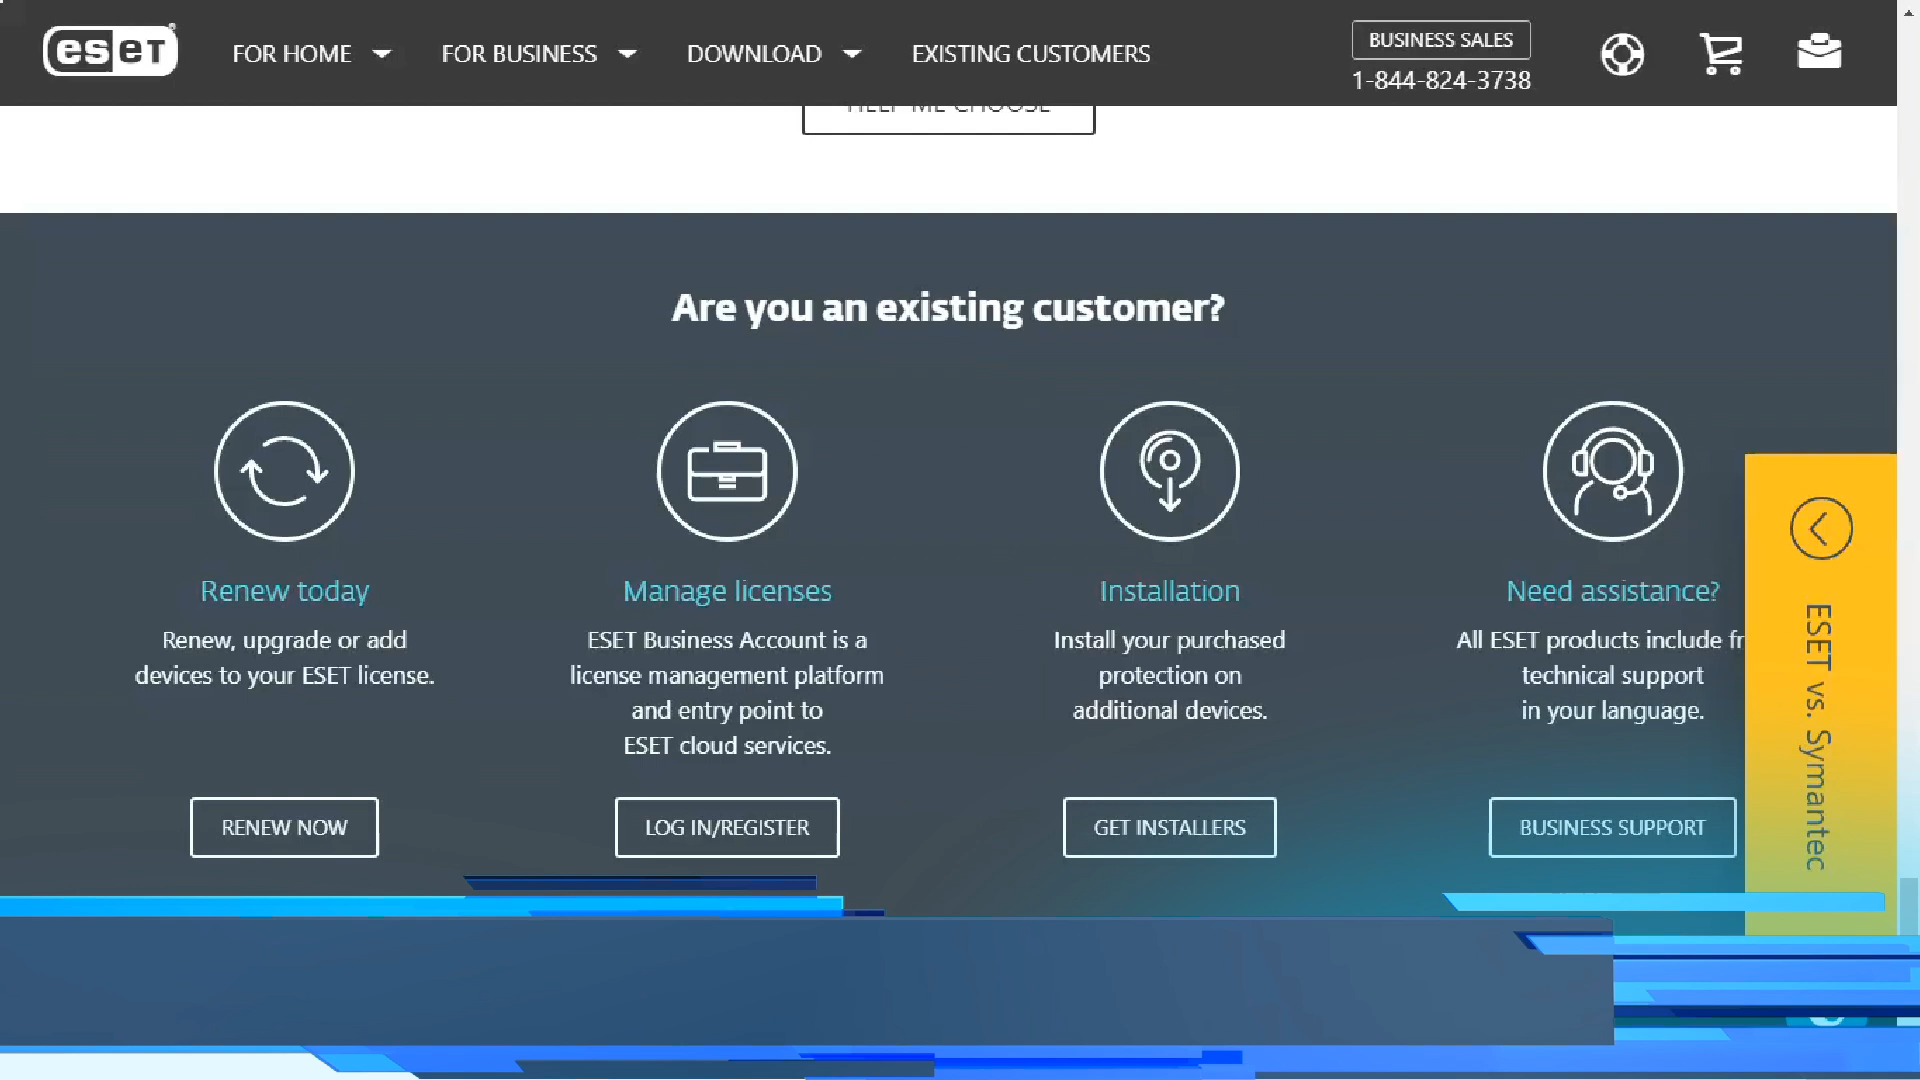 eseT
FOR HOME
FOR BUSINESS
DOWNLOAD
EXISTING CUSTOMERS
BUSINESS SALES
1-844-824-3738
HELP ME CHOOSE
Are you an existing customer?
Renew today
Renew, upgrade or add
devices to your ESET license.
RENEW NOW
Manage licenses
ESET Business Account is a
license management platform
and entry point to
ESET cloud services.
LOG IN/REGISTER
Installation
Install your purchased
protection on
additional devices.
GET INSTALLERS
Need assistance?
All ESET products include fr
technical support
in your language.
BUSINESS SUPPORT
ESET vs. Symantec